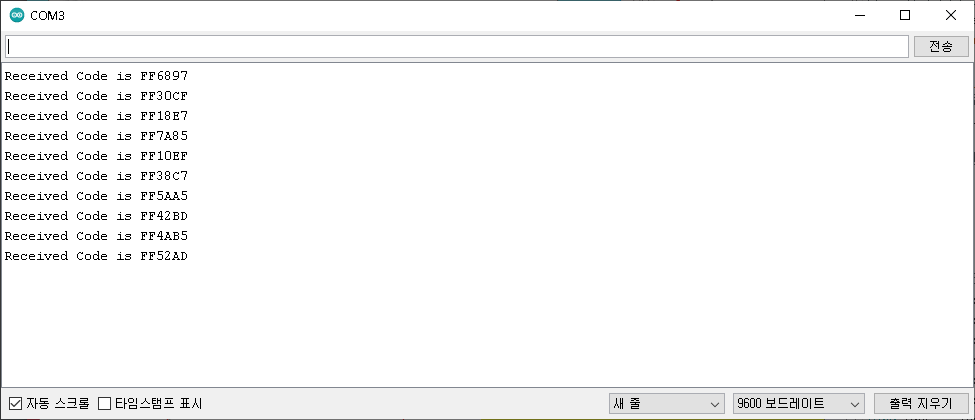 COM3
전송
Received Code is FF6897
Received Code is FF30CF
Received Code is FF18E7
Received Code is FF7A85
Received Code is FF10EF
Received Code is FF38C7
Received Code is FF5AA5
Received Code is FF42BD
Received Code is FF4AB5
Received Code is FF52AD
자동 스크롤 타임스탬프 표시 새 줄 9600 보드레이트 출력 지우기